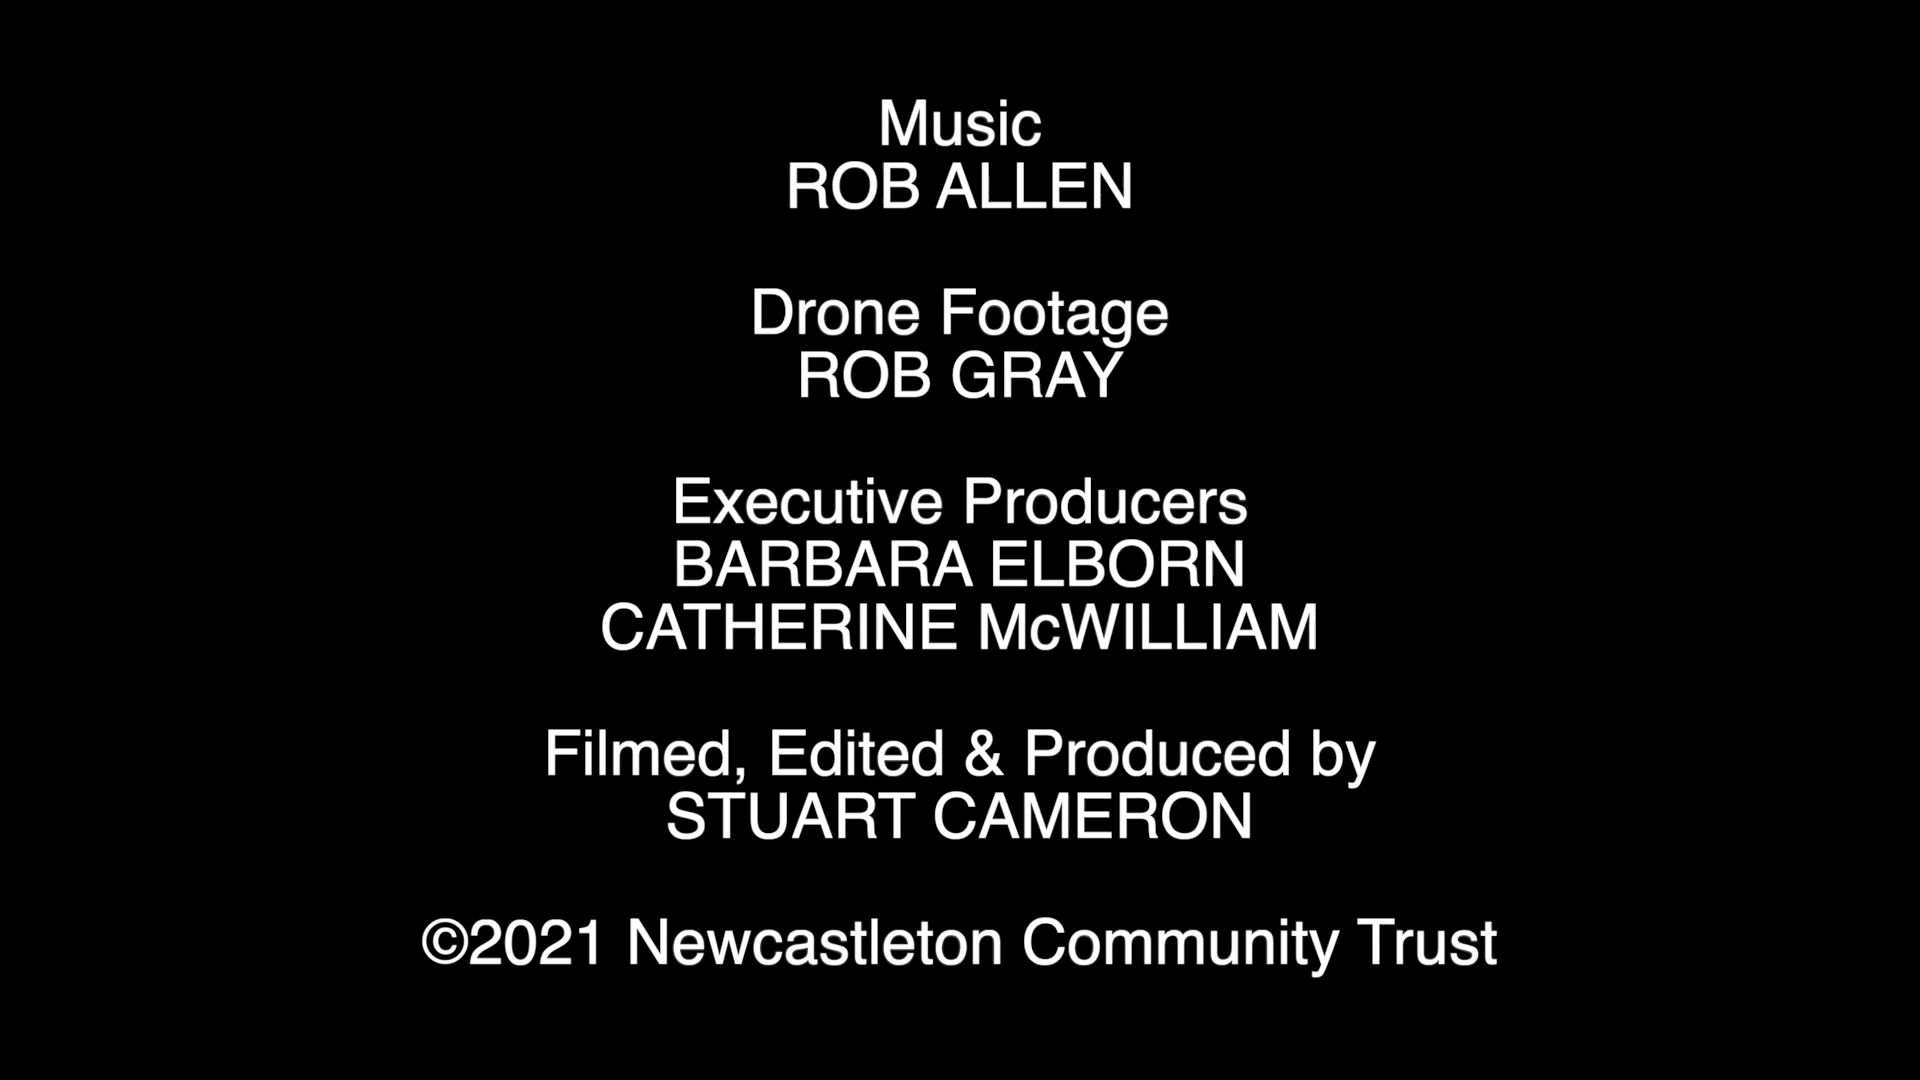 Music
ROB ALLEN
Drone Footage
ROB GRAY
Executive Producers
BARBARA ELBORN
CATHERINE McWILLIAM
Filmed, Edited & Produced by
STUART CAMERON
©2021 Newcastleton Community Trust